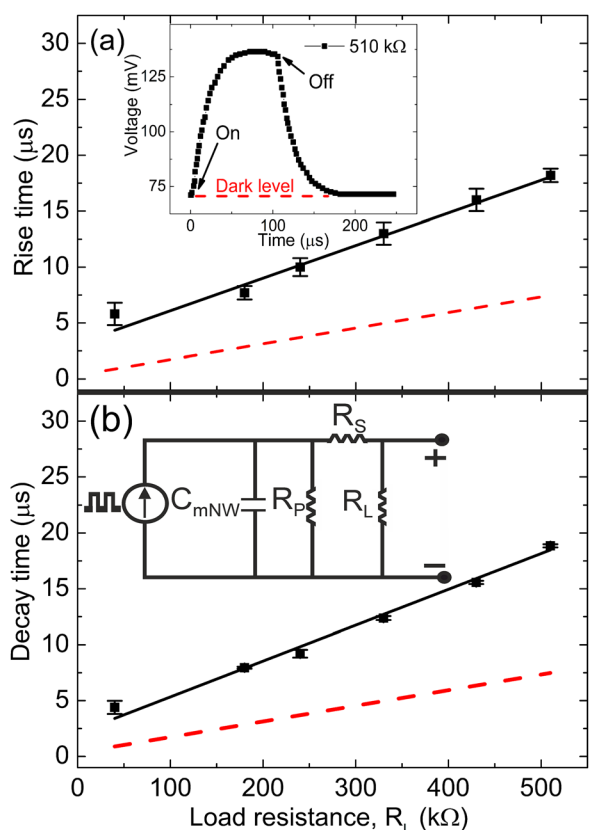 (a)
30
25
20
15
10
5
0
Rise time (μs)
510 kΩ
Voltage (mV)
125
100
75
On
Off
Dark level
0 100 200
Time (μs)
(b)
30
25
20
15
10
5
0
Decay time (μs)
R_S
+
C_mNW R_P R_L
−
0 100 200 300 400 500
Load resistance, R_L (kΩ)